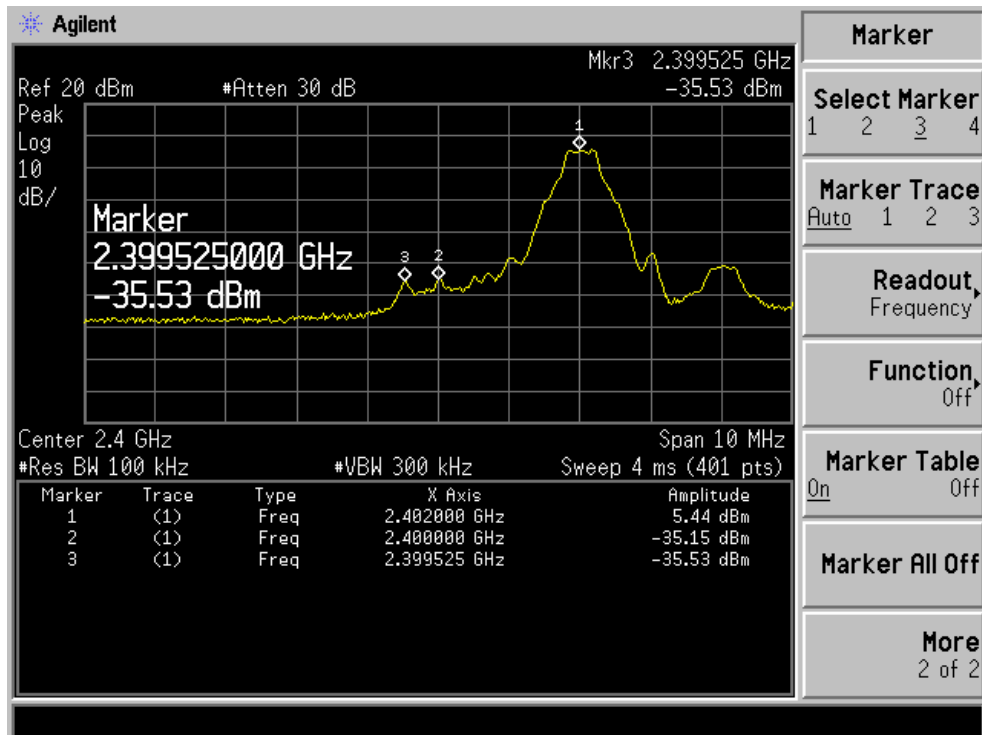 Agilent
Mkr3 2.399525 GHz
Ref 20 dBm #Atten 30 dB -35.53 dBm
Peak
Log
10
dB/
1
Marker
2.399525000 GHz
-35.53 dBm
3 2
Center 2.4 GHz Span 10 MHz
#Res BW 100 kHz #VBW 300 kHz Sweep 4 ms (401 pts)
Marker Trace Type X Axis Amplitude
1 (1) Freq 2.402000 GHz 5.44 dBm
2 (1) Freq 2.400000 GHz -35.15 dBm
3 (1) Freq 2.399525 GHz -35.53 dBm
Marker
Select Marker
1 2 3 4
Marker Trace
Auto 1 2 3
Readout
Frequency
Function
Off
Marker Table
On Off
Marker All Off
More
2 of 2